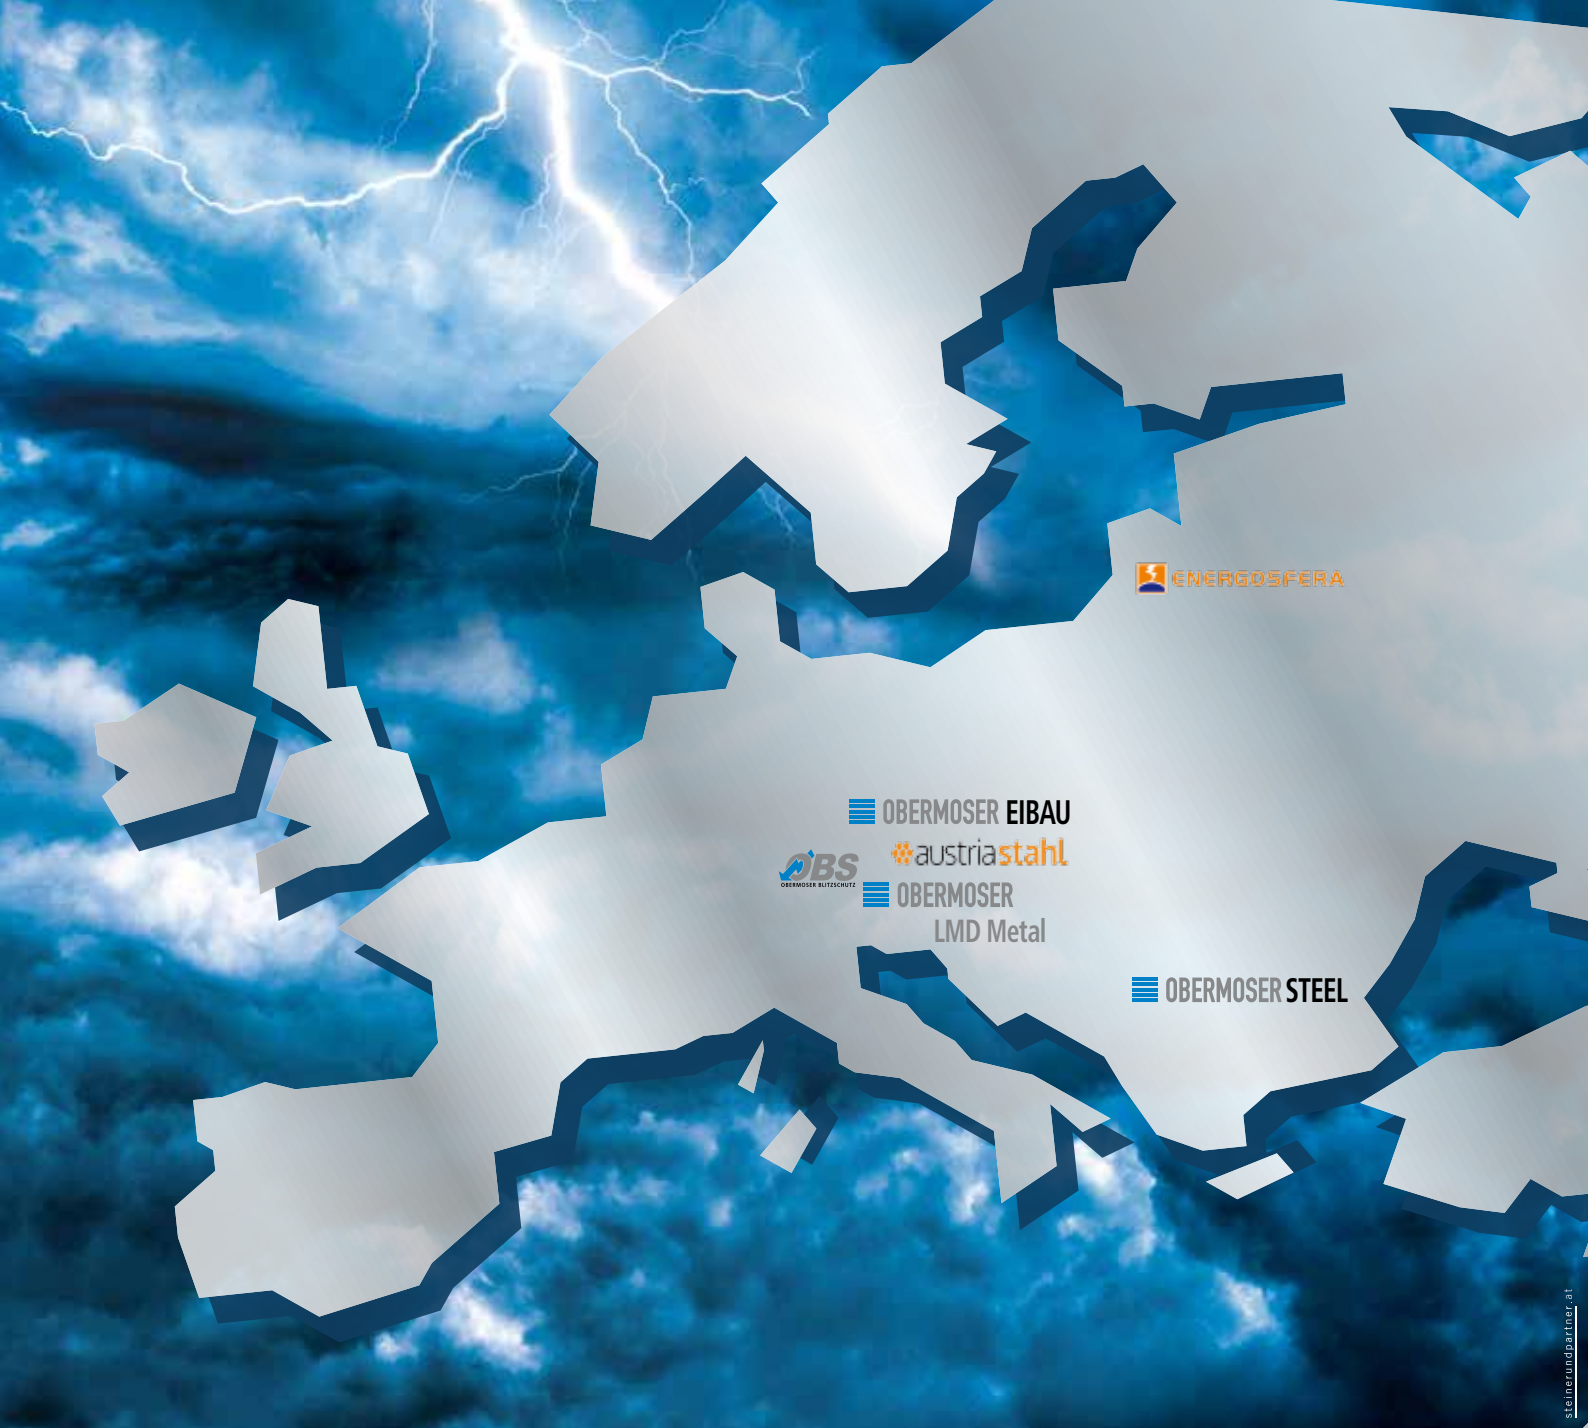 ENERGOSFERA
OBERMOSER EIBAU
austriastahl
OBS
OBERMOSER BLITZSCHUTZ
OBERMOSER
LMD Metal
OBERMOSER STEEL
steinerundpartner.at